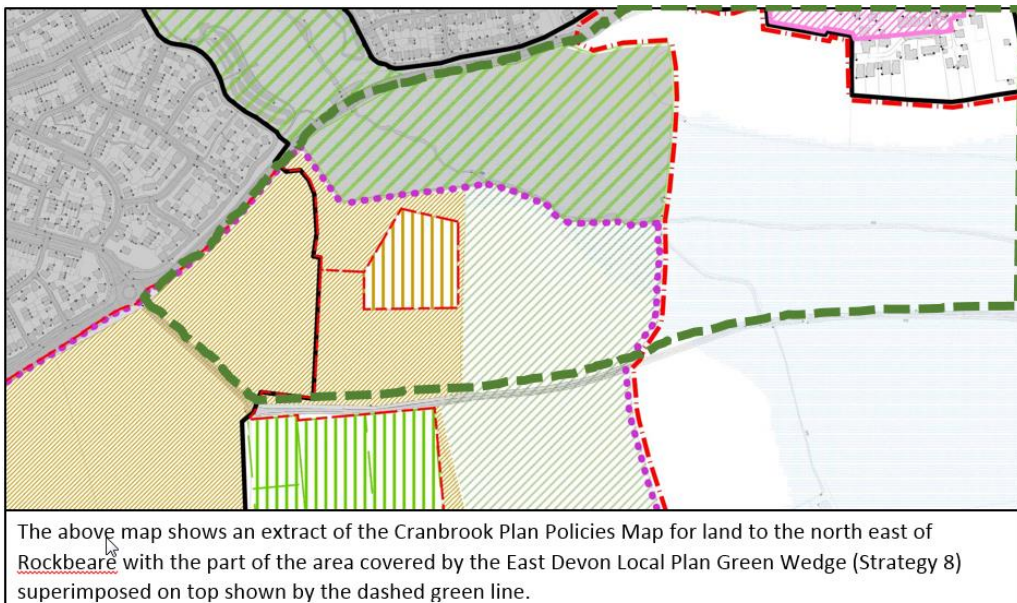 The above map shows an extract of the Cranbrook Plan Policies Map for land to the north east of
Rockbeare with the part of the area covered by the East Devon Local Plan Green Wedge (Strategy 8)
superimposed on top shown by the dashed green line.